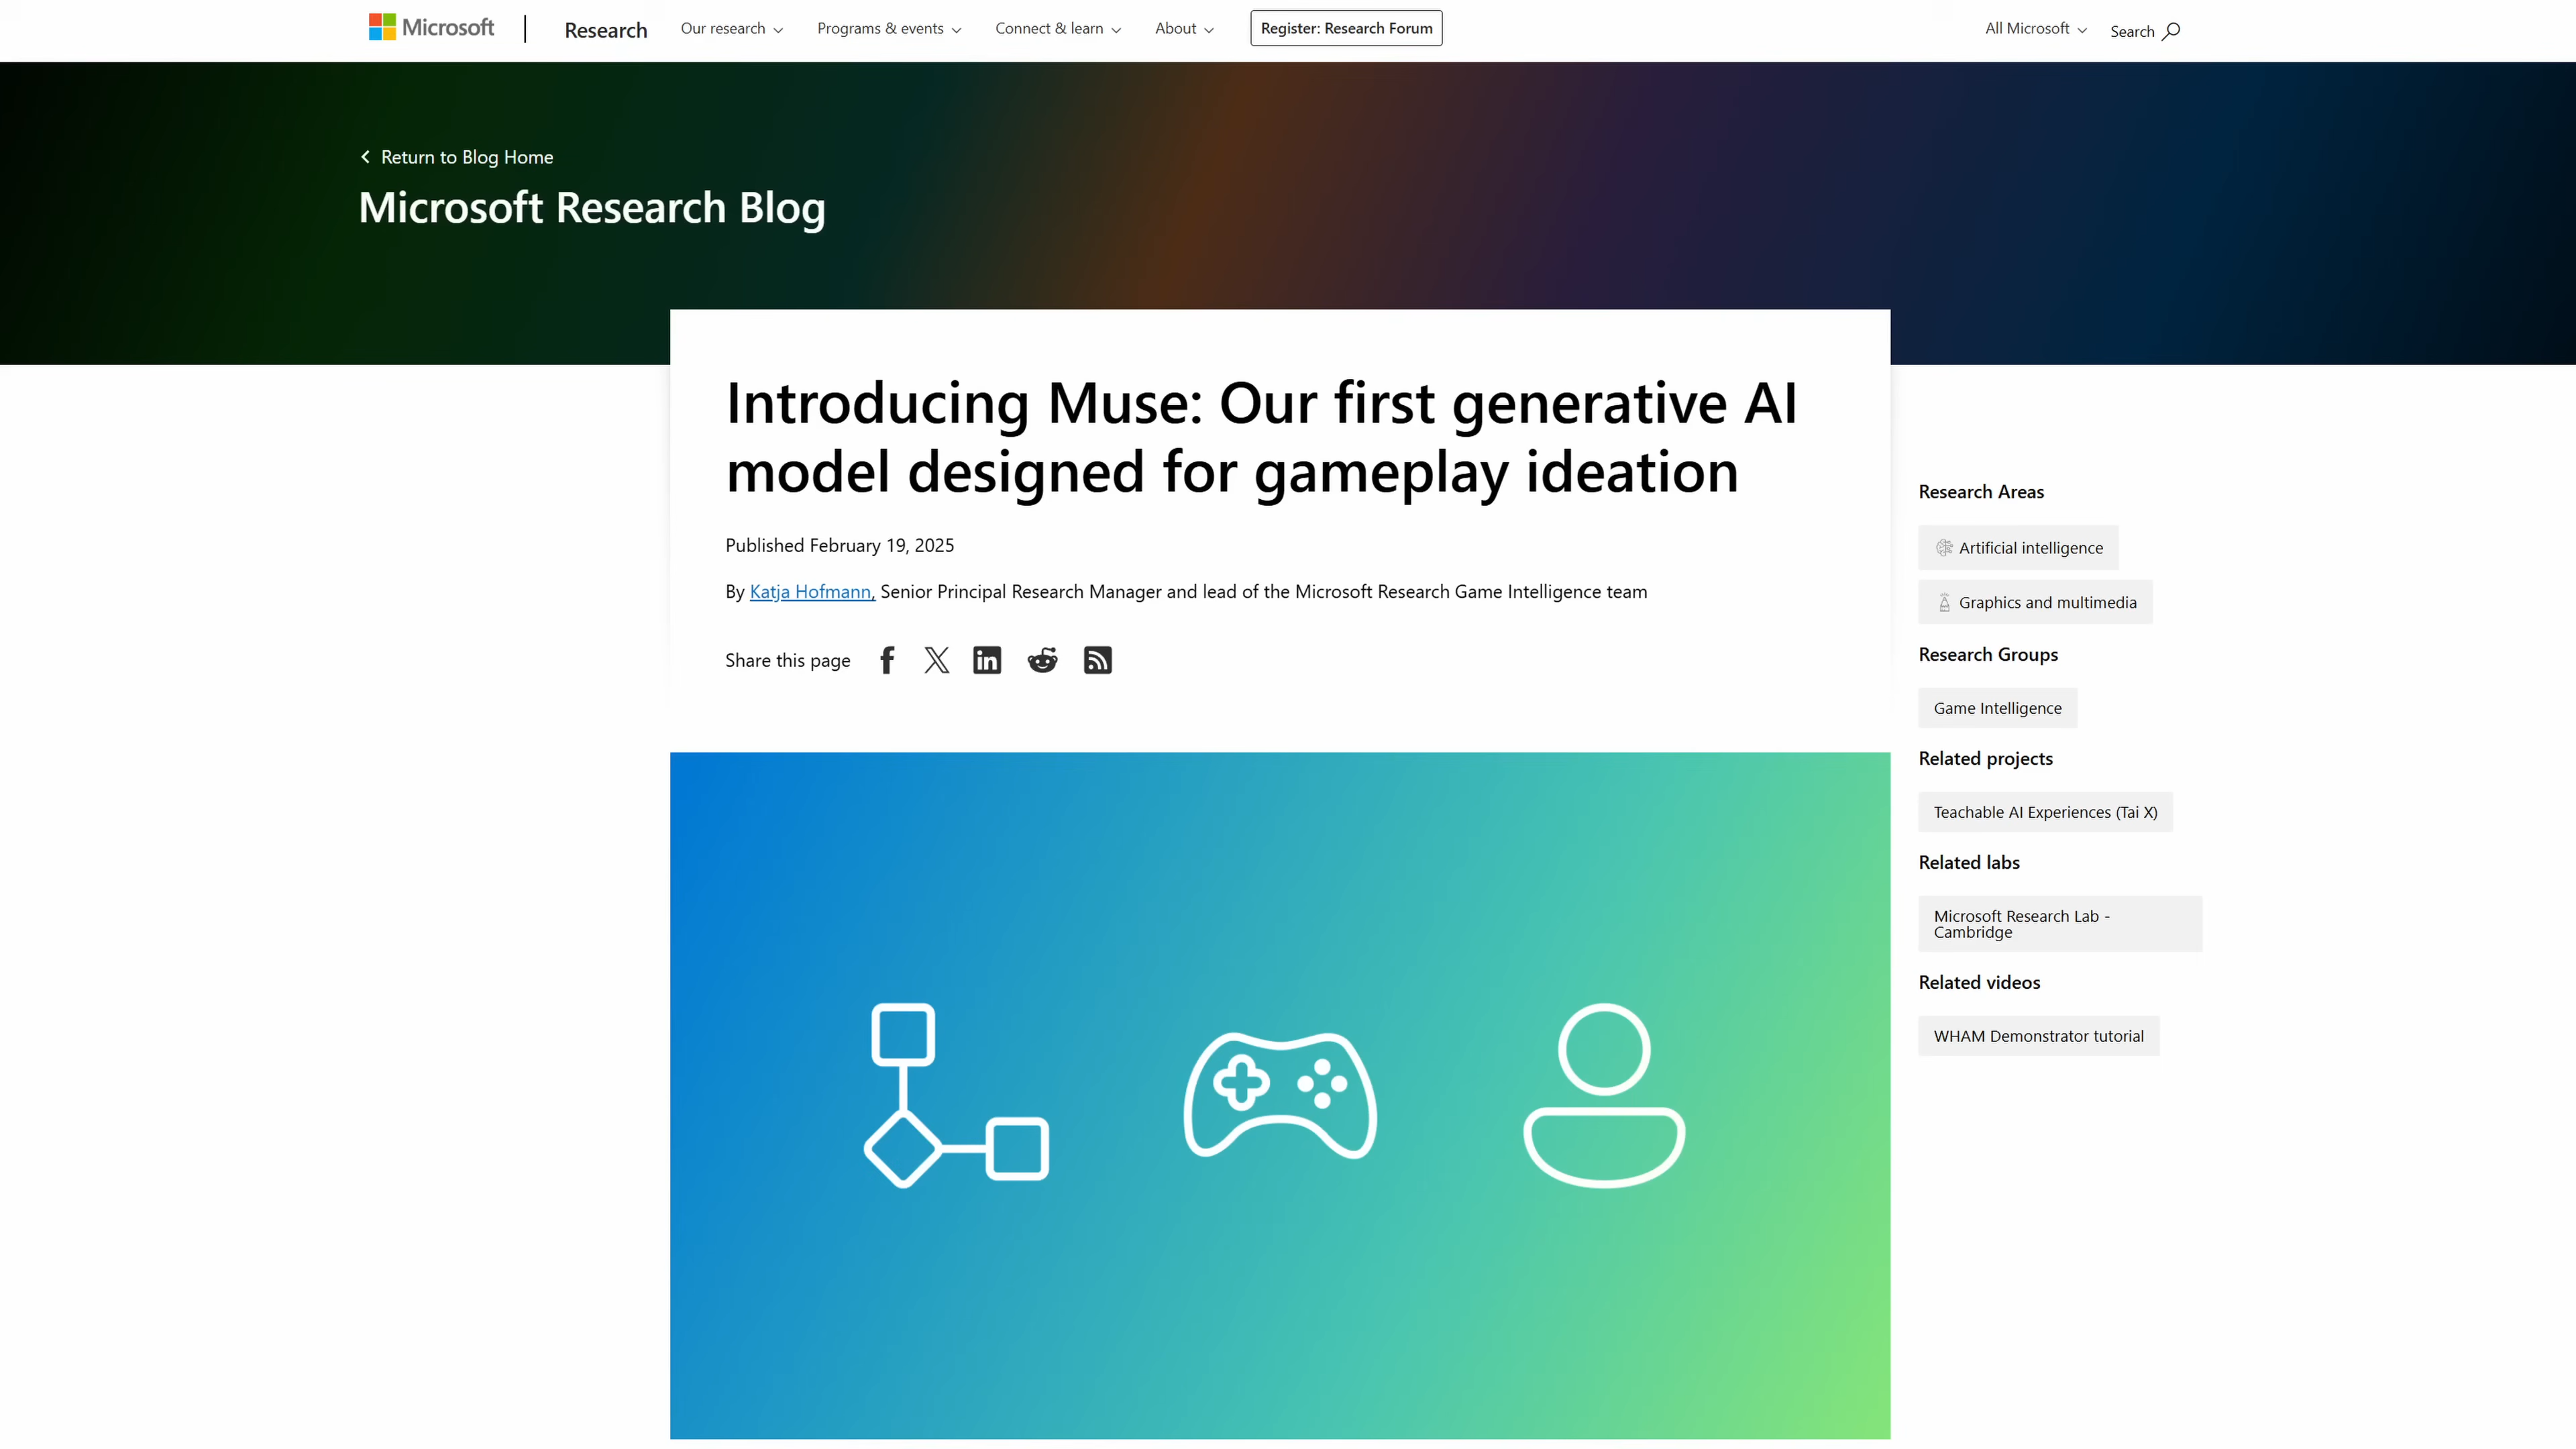 Microsoft
Research
Our research
Programs & events
Connect & learn
About
Register: Research Forum
All Microsoft
Search
Return to Blog Home
Microsoft Research Blog
Introducing Muse: Our first generative AI
model designed for gameplay ideation
Published February 19, 2025
By Katja Hofmann, Senior Principal Research Manager and lead of the Microsoft Research Game Intelligence team
Share this page
Research Areas
Artificial intelligence
Graphics and multimedia
Research Groups
Game Intelligence
Related projects
Teachable AI Experiences (Tai X)
Related labs
Microsoft Research Lab -
Cambridge
Related videos
WHAM Demonstrator tutorial